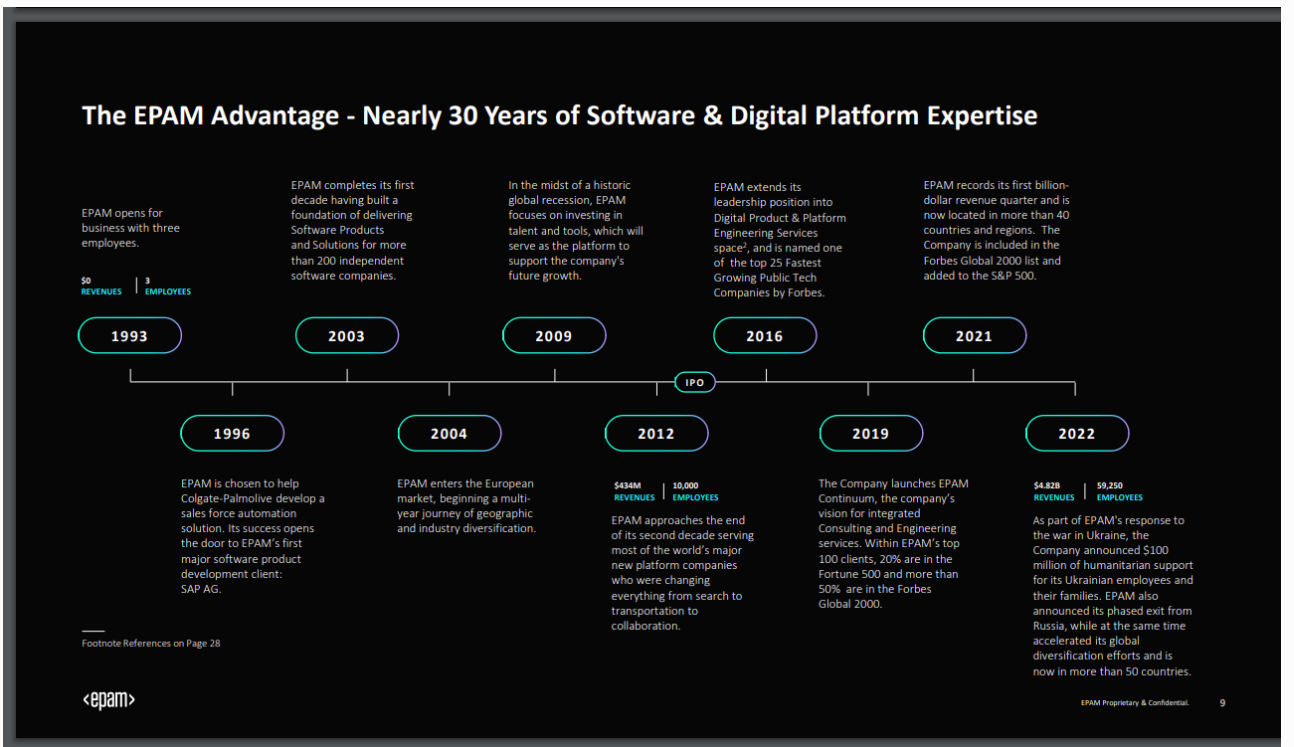 The EPAM Advantage - Nearly 30 Years of Software & Digital Platform Expertise
EPAM opens for
business with three
employees.
$0
REVENUES
3
EMPLOYEES
1993
EPAM completes its first
decade having built a
foundation of delivering
Software Products
and Solutions for more
than 200 independent
software companies.
2003
In the midst of a historic
global recession, EPAM
focuses on investing in
talent and tools, which will
serve as the platform to
support the company's
future growth.
2009
EPAM extends its
leadership position into
Digital Product & Platform
Engineering Services
space², and is named one
of the top 25 Fastest
Growing Public Tech
Companies by Forbes.
2016
EPAM records its first billion-
dollar revenue quarter and is
now located in more than 40
countries and regions. The
Company is included in the
Forbes Global 2000 list and
added to the S&P 500.
2021
IPO
1996
EPAM is chosen to help
Colgate-Palmolive develop a
sales force automation
solution. Its success opens
the door to EPAM's first
major software product
development client:
SAP AG.
2004
EPAM enters the European
market, beginning a multi-
year journey of geographic
and industry diversification.
2012
$434M
REVENUES
10,000
EMPLOYEES
EPAM approaches the end
of its second decade serving
most of the world's major
new platform companies
who were changing
everything from search to
transportation to
collaboration.
2019
The Company launches EPAM
Continuum, the company's
vision for integrated
Consulting and Engineering
services. Within EPAM's top
100 clients, 20% are in the
Fortune 500 and more than
50% are in the Forbes
Global 2000.
2022
$4.82B
REVENUES
59,250
EMPLOYEES
As part of EPAM's response to
the war in Ukraine, the
Company announced $100
million of humanitarian support
for its Ukrainian employees and
their families. EPAM also
announced its phased exit from
Russia, while at the same time
accelerated its global
diversification efforts and is
now in more than 50 countries.
Footnote References on Page 28
<epam>
EPAM Proprietary & Confidential.
9